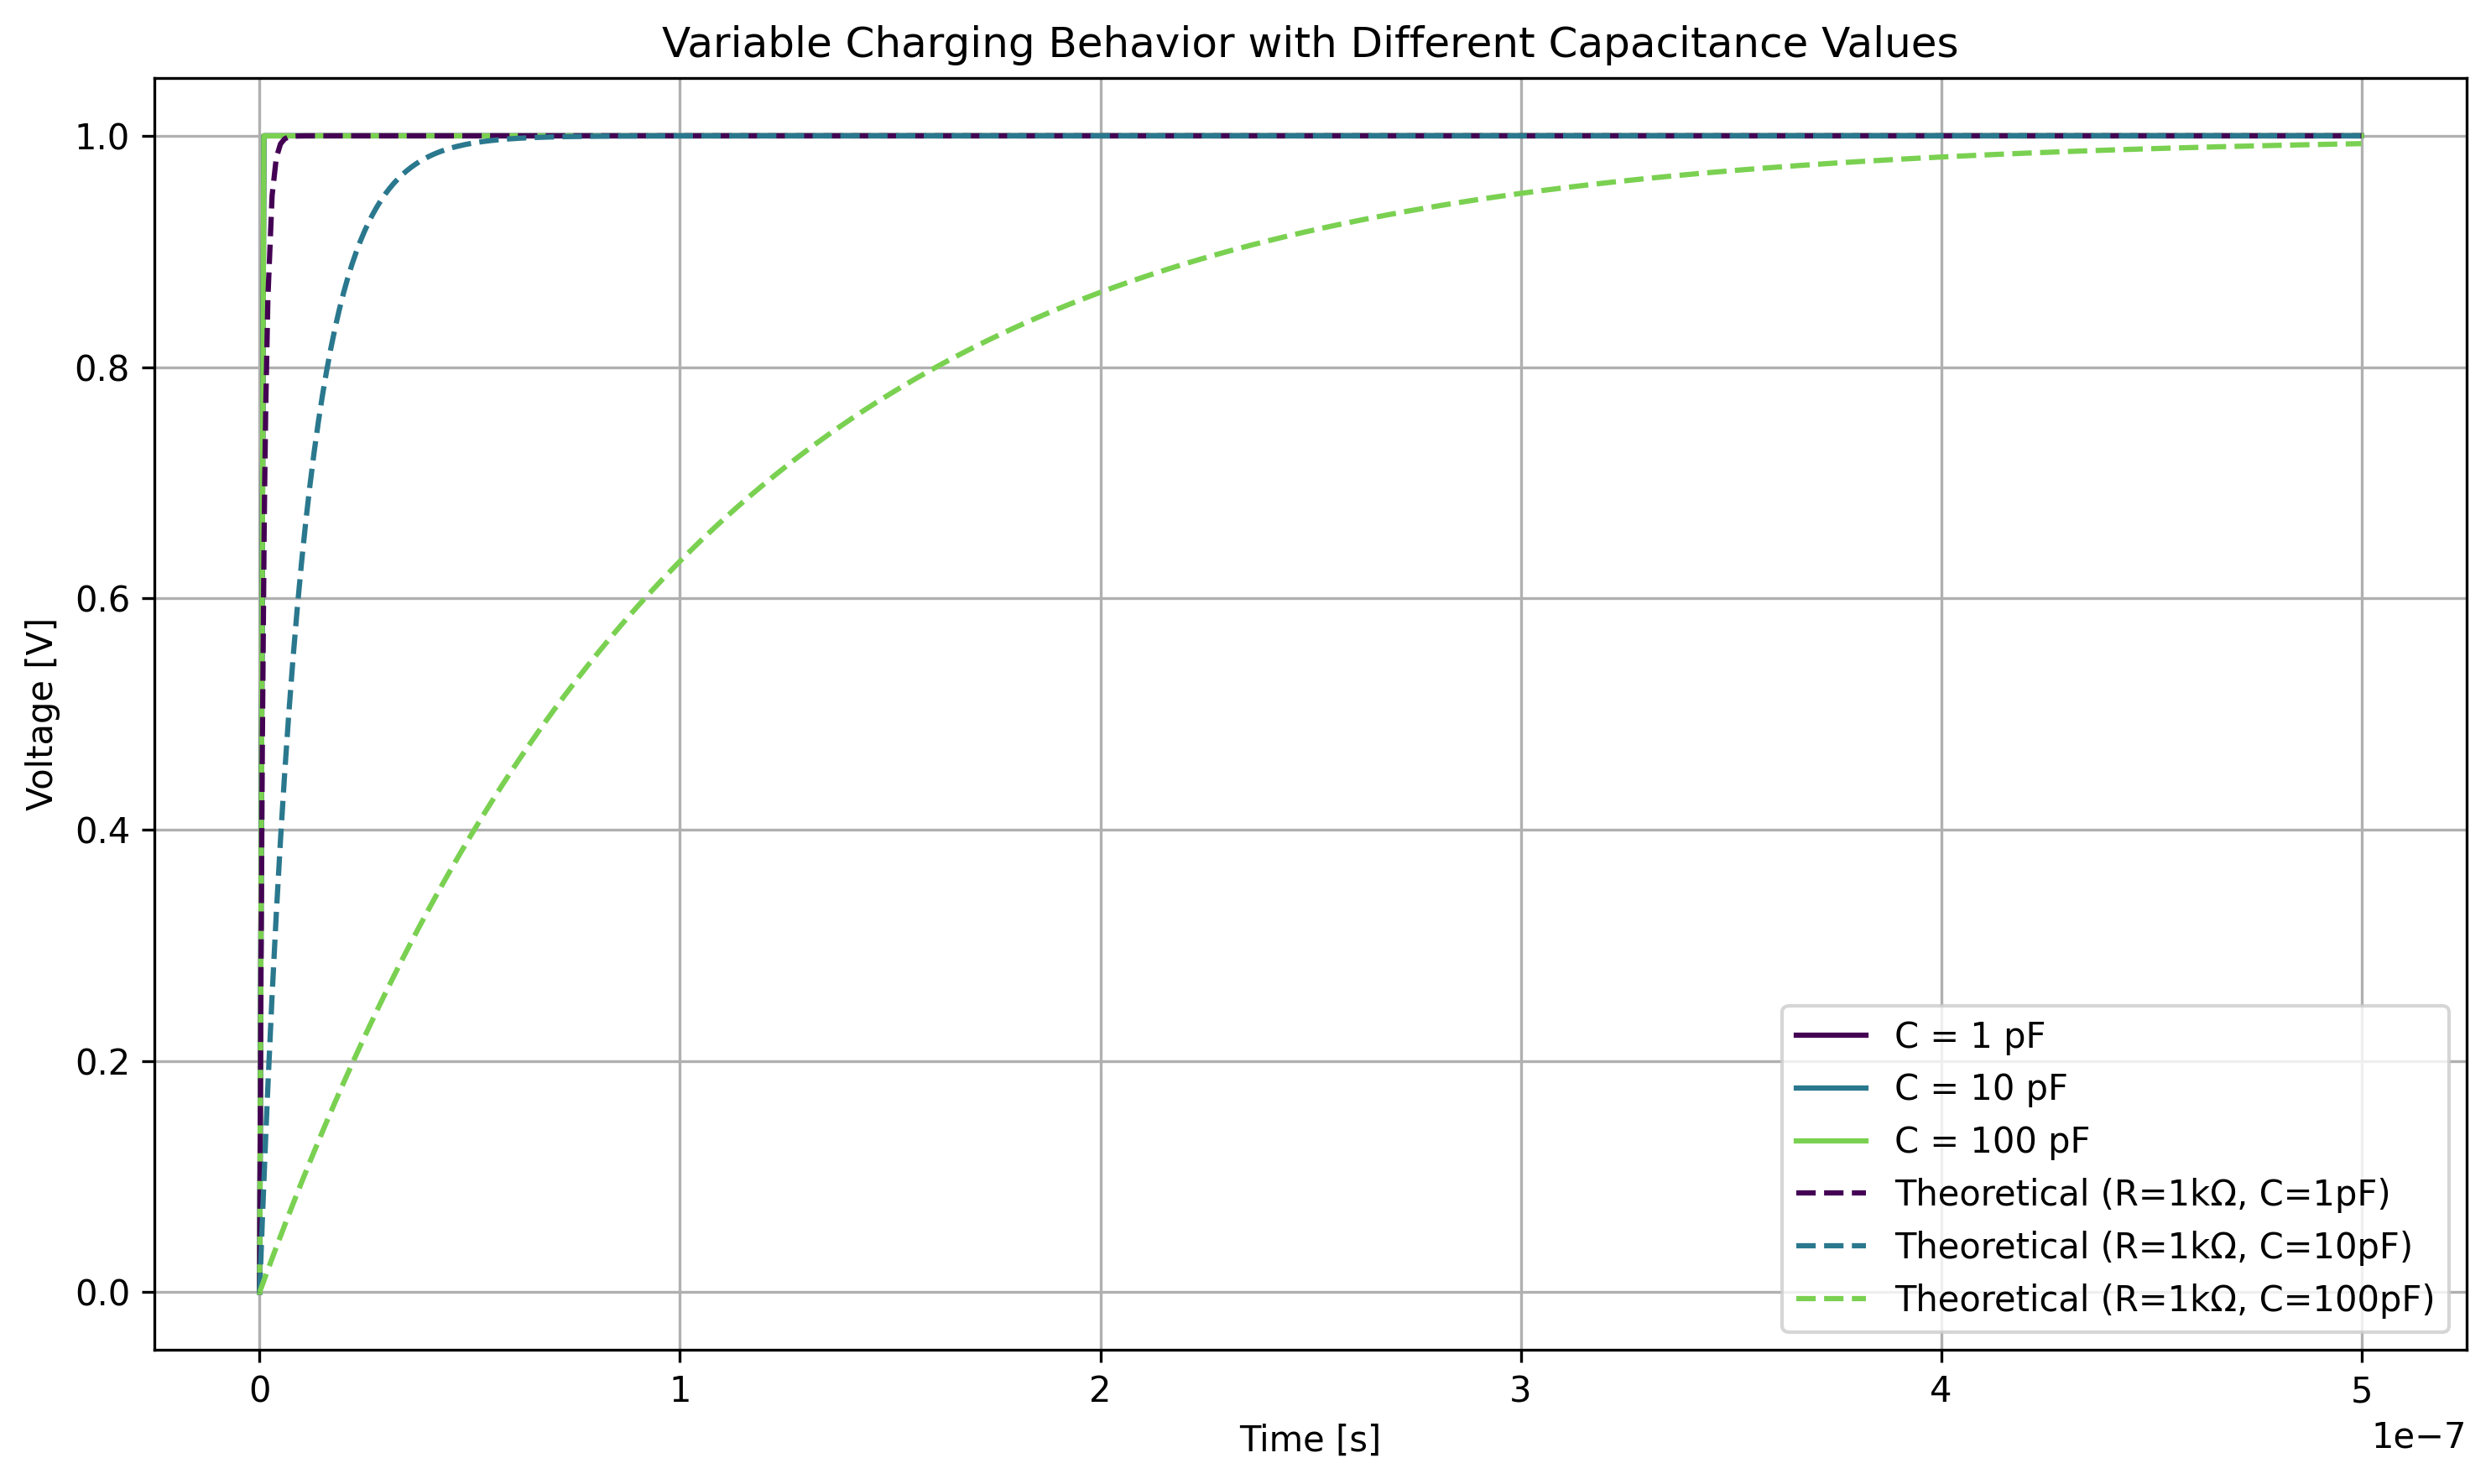 Variable Charging Behavior with Different Capacitance Values
Voltage [V]
1.0
0.8
0.6
0.4
0.2
0.0
C = 1 pF
C = 10 pF
C = 100 pF
Theoretical (R=1kΩ, C=1pF)
Theoretical (R=1kΩ, C=10pF)
Theoretical (R=1kΩ, C=100pF)
0 1 2 3 4 5
1e−7
Time [s]